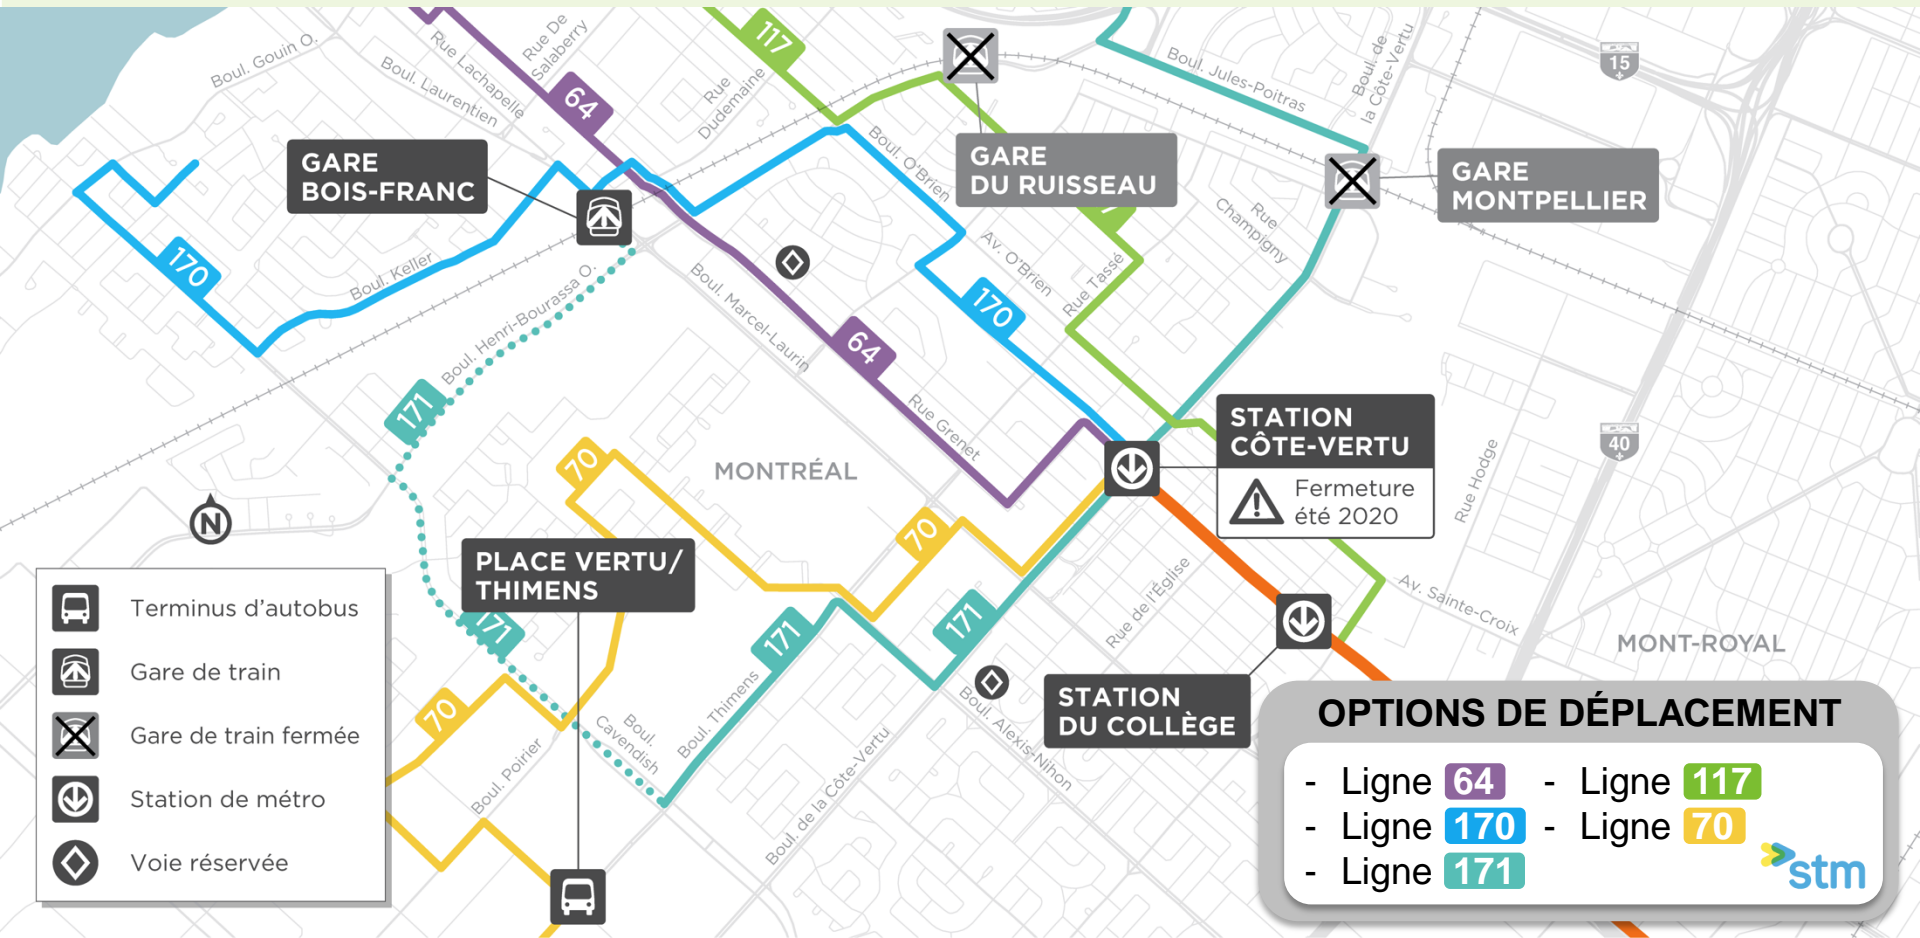 Boul. Gouin O.
Rue Lachapelle
Rue De
Salaberry
Boul. Laurentien
64
117
Rue
Dudemaine
Boul. Jules-Poitras
Boul. de
la Côte-Vertu
15
GARE
BOIS-FRANC
Boul. O'Brien
GARE
DU RUISSEAU
GARE
MONTPELLIER
Rue
Champigny
170
Boul. Keller
Boul. Henri-Bourassa O.
Boul. Marcel-Laurin
Av. O'Brien
Rue Tassé
170
64
171
Rue Grenet
STATION
CÔTE-VERTU
Fermeture
été 2020
40
Rue Hodge
70
MONTRÉAL
70
N
PLACE VERTU/
THIMENS
171
171
171
Rue de l'Église
Av. Sainte-Croix
MONT-ROYAL
70
Boul. Poirier
Boul.
Cavendish
Boul. Thimens
Boul. de la Côte-Vertu
Boul. Alexis-Nihon
STATION
DU COLLÈGE
Terminus d'autobus
Gare de train
Gare de train fermée
Station de métro
Voie réservée
OPTIONS DE DÉPLACEMENT
- Ligne 64 - Ligne 117
- Ligne 170 - Ligne 70
- Ligne 171
stm